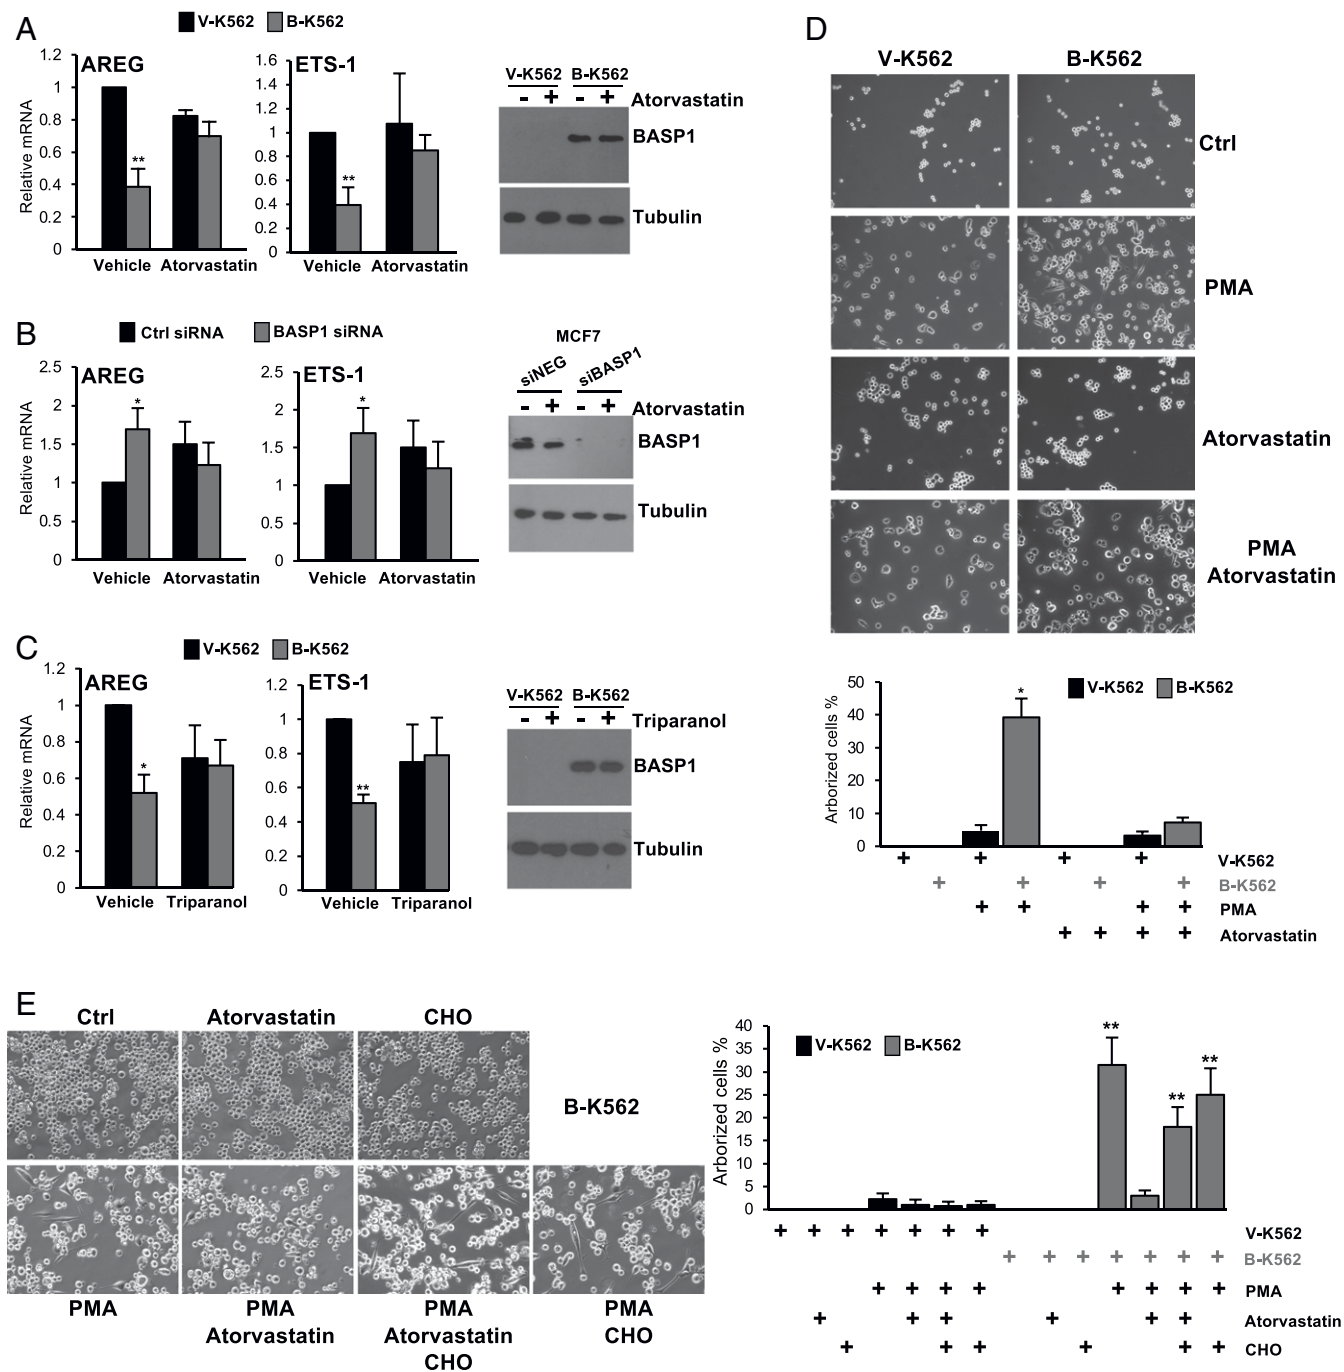 A
V-K562 B-K562
AREG
Relative mRNA
1.2
1
0.8
0.6
0.4
0.2
0
**
Vehicle Atorvastatin
ETS-1
1.6
1.4
1.2
1
0.8
0.6
0.4
0.2
0
**
Vehicle Atorvastatin
V-K562 B-K562
- + - + Atorvastatin
BASP1
Tubulin
B
Ctrl siRNA BASP1 siRNA
AREG
Relative mRNA
2.5
2
1.5
1
0.5
0
*
Vehicle Atorvastatin
ETS-1
2.5
2
1.5
1
0.5
0
*
Vehicle Atorvastatin
MCF7
siNEG siBASP1
- + - + Atorvastatin
BASP1
Tubulin
C
V-K562 B-K562
AREG
Relative mRNA
1.2
1
0.8
0.6
0.4
0.2
0
*
Vehicle Triparanol
ETS-1
1.2
1
0.8
0.6
0.4
0.2
0
**
Vehicle Triparanol
V-K562 B-K562
- + - + Triparanol
BASP1
Tubulin
D
V-K562 B-K562
Ctrl
PMA
Atorvastatin
PMA
Atorvastatin
V-K562 B-K562
Arborized cells %
50
40
30
20
10
0
*
+ + + + V-K562
+ + + + B-K562
+ + + + PMA
+ + + + Atorvastatin
E
Ctrl Atorvastatin CHO
B-K562
PMA PMA PMA PMA
Atorvastatin Atorvastatin CHO
CHO
V-K562 B-K562
Arborized cells %
40
35
30
25
20
15
10
5
0
** ** **
+ + + + + + + V-K562
+ + + + + + + B-K562
+ + + + + + + + PMA
+ + + + + + Atorvastatin
+ + + + + + CHO